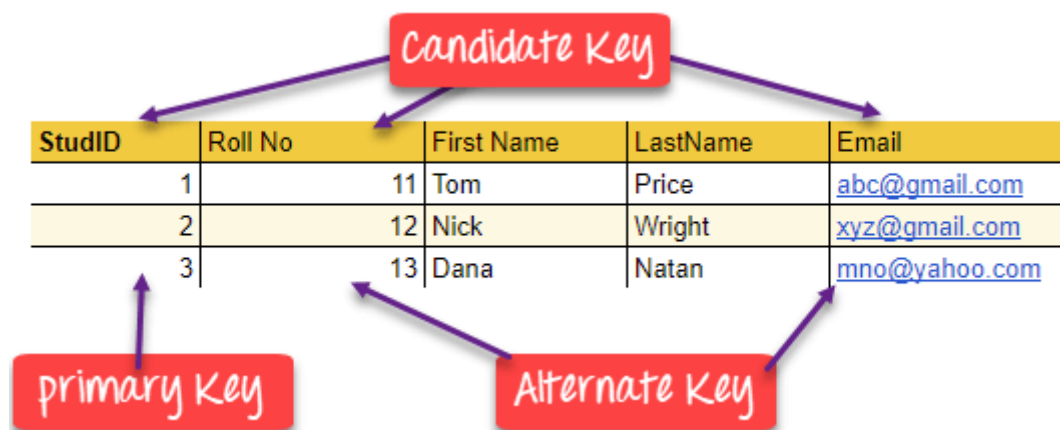 Candidate Key
StudID Roll No First Name LastName Email
1 11 Tom Price abc@gmail.com
2 12 Nick Wright xyz@gmail.com
3 13 Dana Natan mno@yahoo.com
primary Key Alternate Key